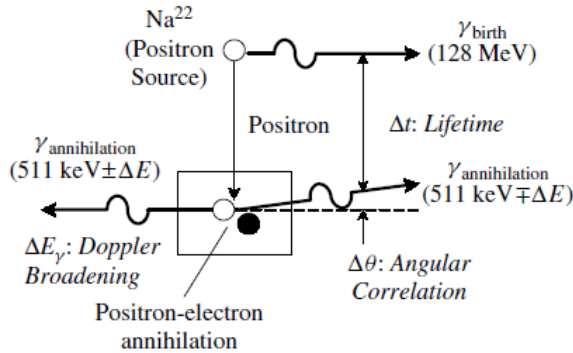 Na²²
(Positron
Source)
γbirth
(128 MeV)
Positron
Δt: Lifetime
γannihilation
(511 keV±ΔE)
γannihilation
(511 keV∓ΔE)
ΔEγ: Doppler
Broadening
Δθ: Angular
Correlation
Positron-electron
annihilation